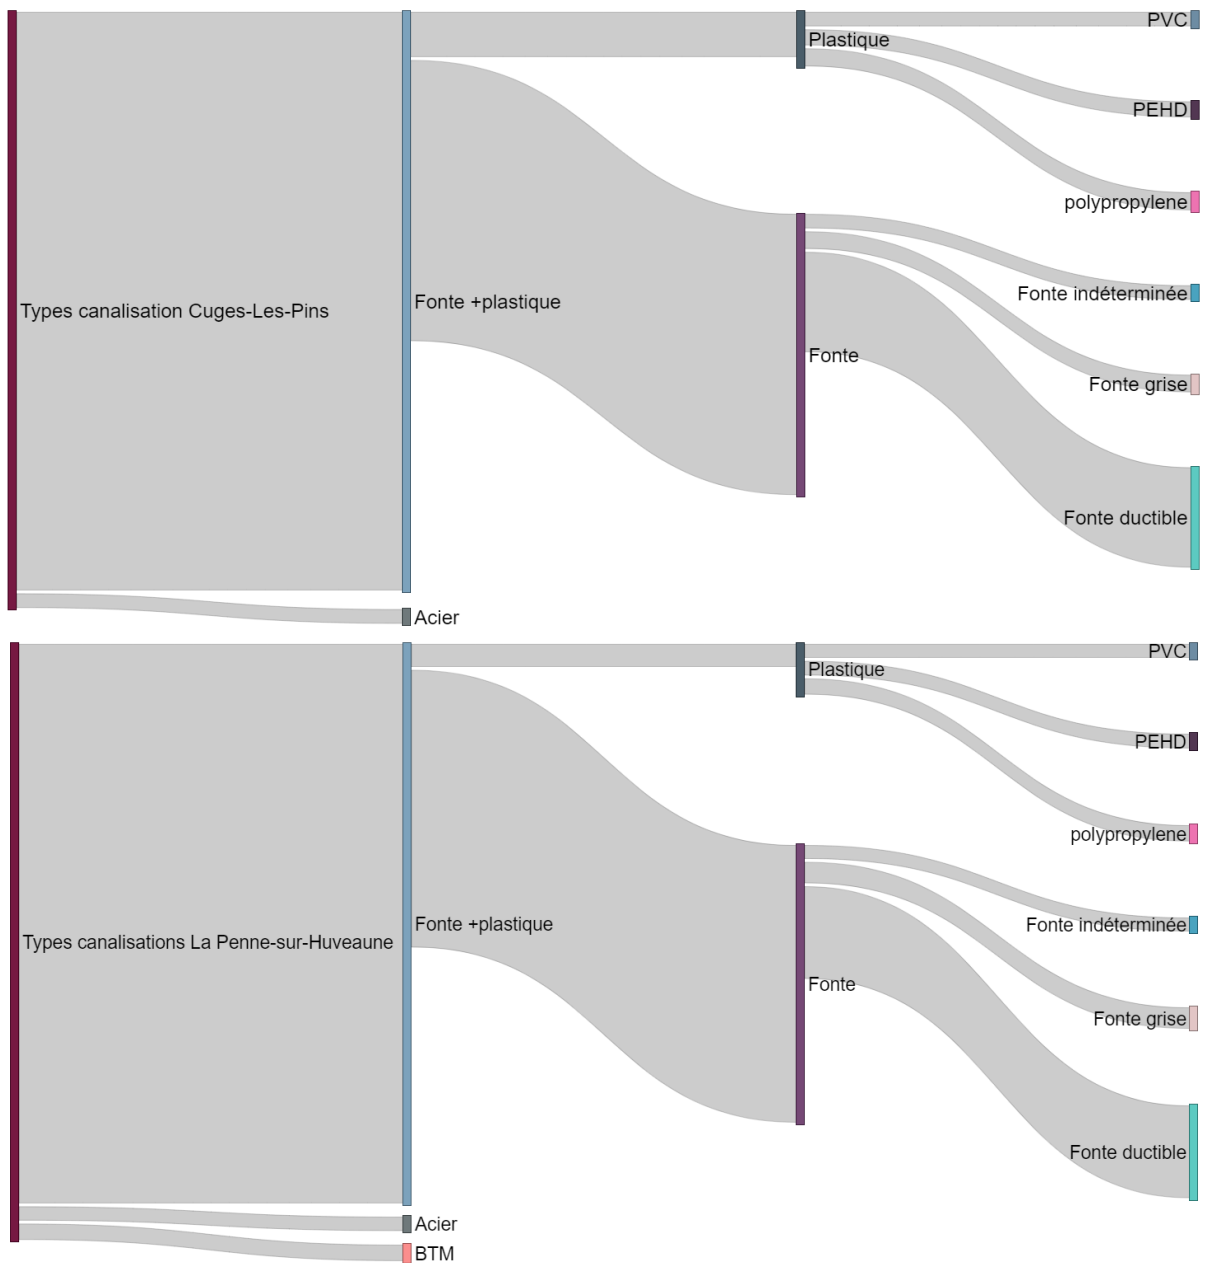 PVC
Plastique
PEHD
polypropylene
Fonte indéterminée
Types canalisation Cuges-Les-Pins
Fonte +plastique
Fonte
Fonte grise
Fonte ductible
Acier
PVC
Plastique
PEHD
polypropylene
Fonte indéterminée
Types canalisations La Penne-sur-Huveaune
Fonte +plastique
Fonte
Fonte grise
Fonte ductible
Acier
BTM